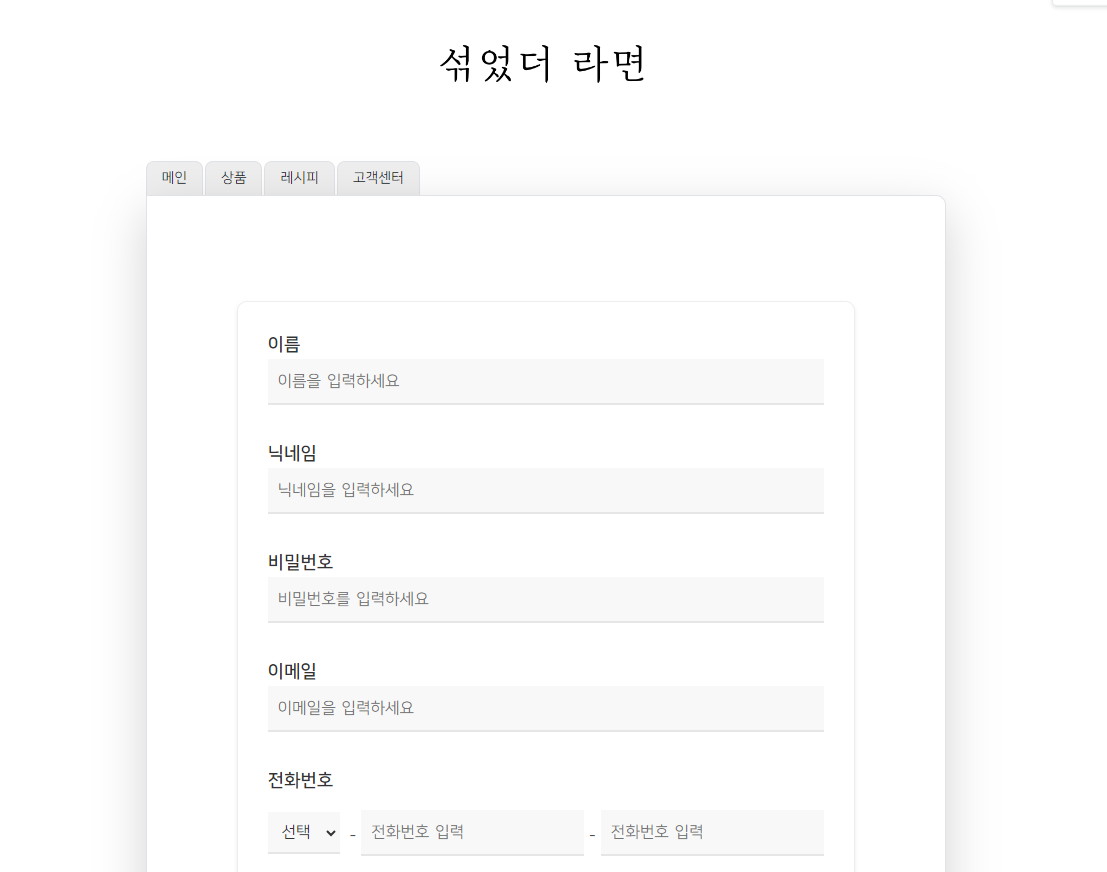 섞었더 라면
메인 상품 레시피 고객센터
이름
이름을 입력하세요
닉네임
닉네임을 입력하세요
비밀번호
비밀번호를 입력하세요
이메일
이메일을 입력하세요
전화번호
선택 - 전화번호 입력 - 전화번호 입력